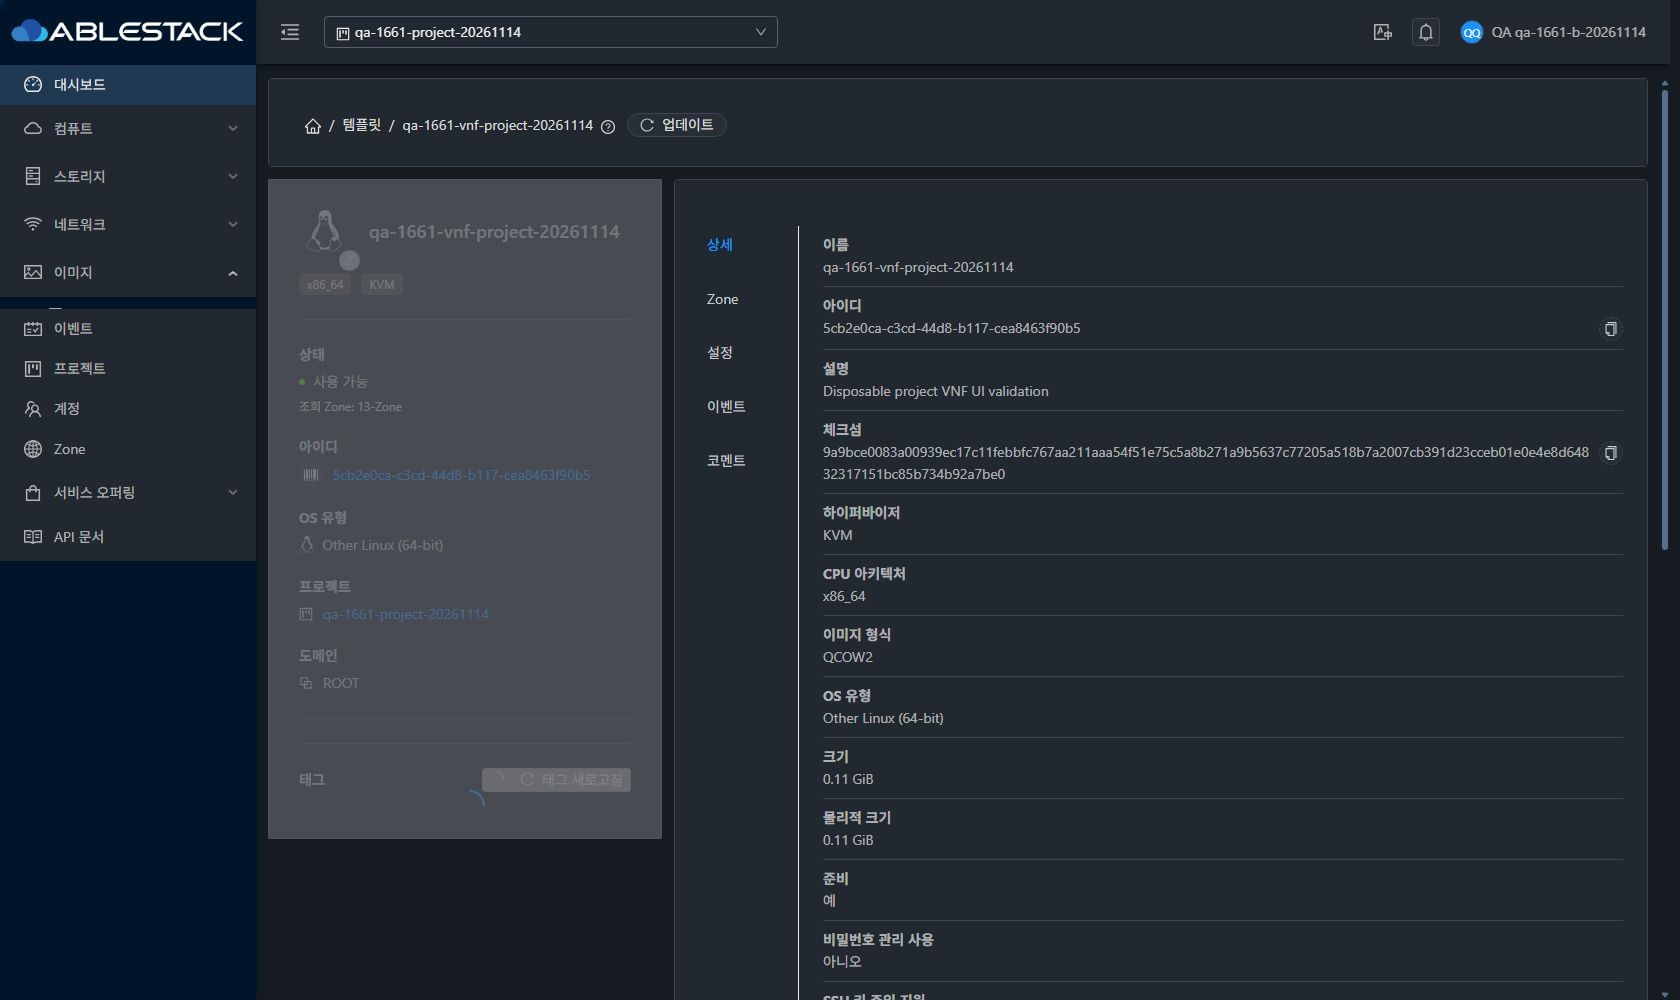 ABLESTACK
qa-1661-project-20261114
QQ
QA qa-1661-b-20261114
대시보드
컴퓨트
스토리지
네트워크
이미지
이벤트
프로젝트
계정
Zone
서비스 오퍼링
API 문서
/ 템플릿 / qa-1661-vnf-project-20261114
업데이트
qa-1661-vnf-project-20261114
x86_64 KVM
상태
사용 가능
조회 Zone: 13-Zone
아이디
5cb2e0ca-c3cd-44d8-b117-cea8463f90b5
OS 유형
Other Linux (64-bit)
프로젝트
qa-1661-project-20261114
도메인
ROOT
태그
태그 새로고침
상세
Zone
설정
이벤트
코멘트
이름
qa-1661-vnf-project-20261114
아이디
5cb2e0ca-c3cd-44d8-b117-cea8463f90b5
설명
Disposable project VNF UI validation
체크섬
9a9bce0083a00939ec17c11febbfc767aa211aaa54f51e75c5a8b271a9b5637c77205a518b7a2007cb391d23cceb01e0e4e8d648
32317151bc85b734b92a7be0
하이퍼바이저
KVM
CPU 아키텍처
x86_64
이미지 형식
QCOW2
OS 유형
Other Linux (64-bit)
크기
0.11 GiB
물리적 크기
0.11 GiB
준비
예
비밀번호 관리 사용
아니오